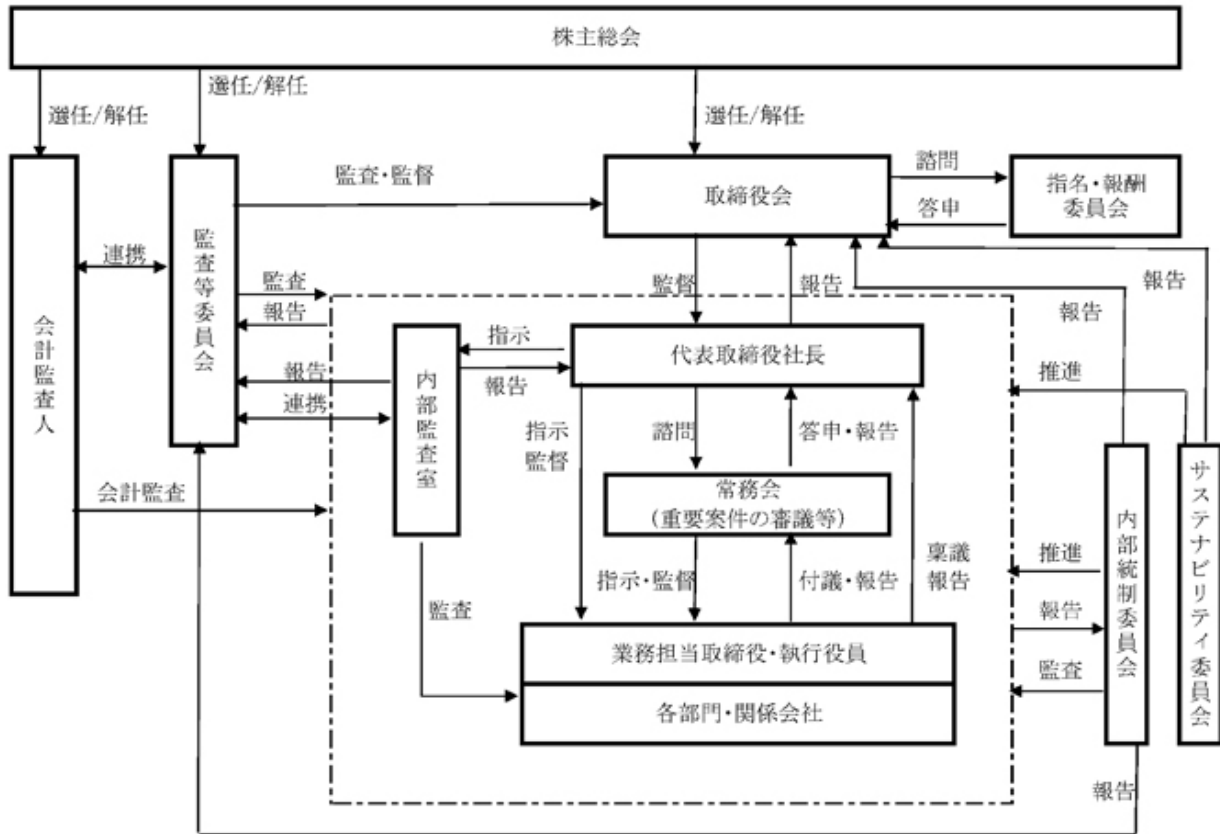 株主総会
選任/解任
選任/解任
選任/解任
会計監査人
監査等委員会
監査・監督
取締役会
諮問
答申
指名・報酬
委員会
連携
監査
報告
監督
報告
報告
報告
報告
連携
内部監査室
指示
報告
代表取締役社長
推進
指示
監督
諮問
答申・報告
会計監査
常務会
(重要案件の審議等)
内部統制委員会
サステナビリティ委員会
指示・監督
付議・報告
稟議
報告
推進
監査
報告
業務担当取締役・執行役員
監査
各部門・関係会社
報告